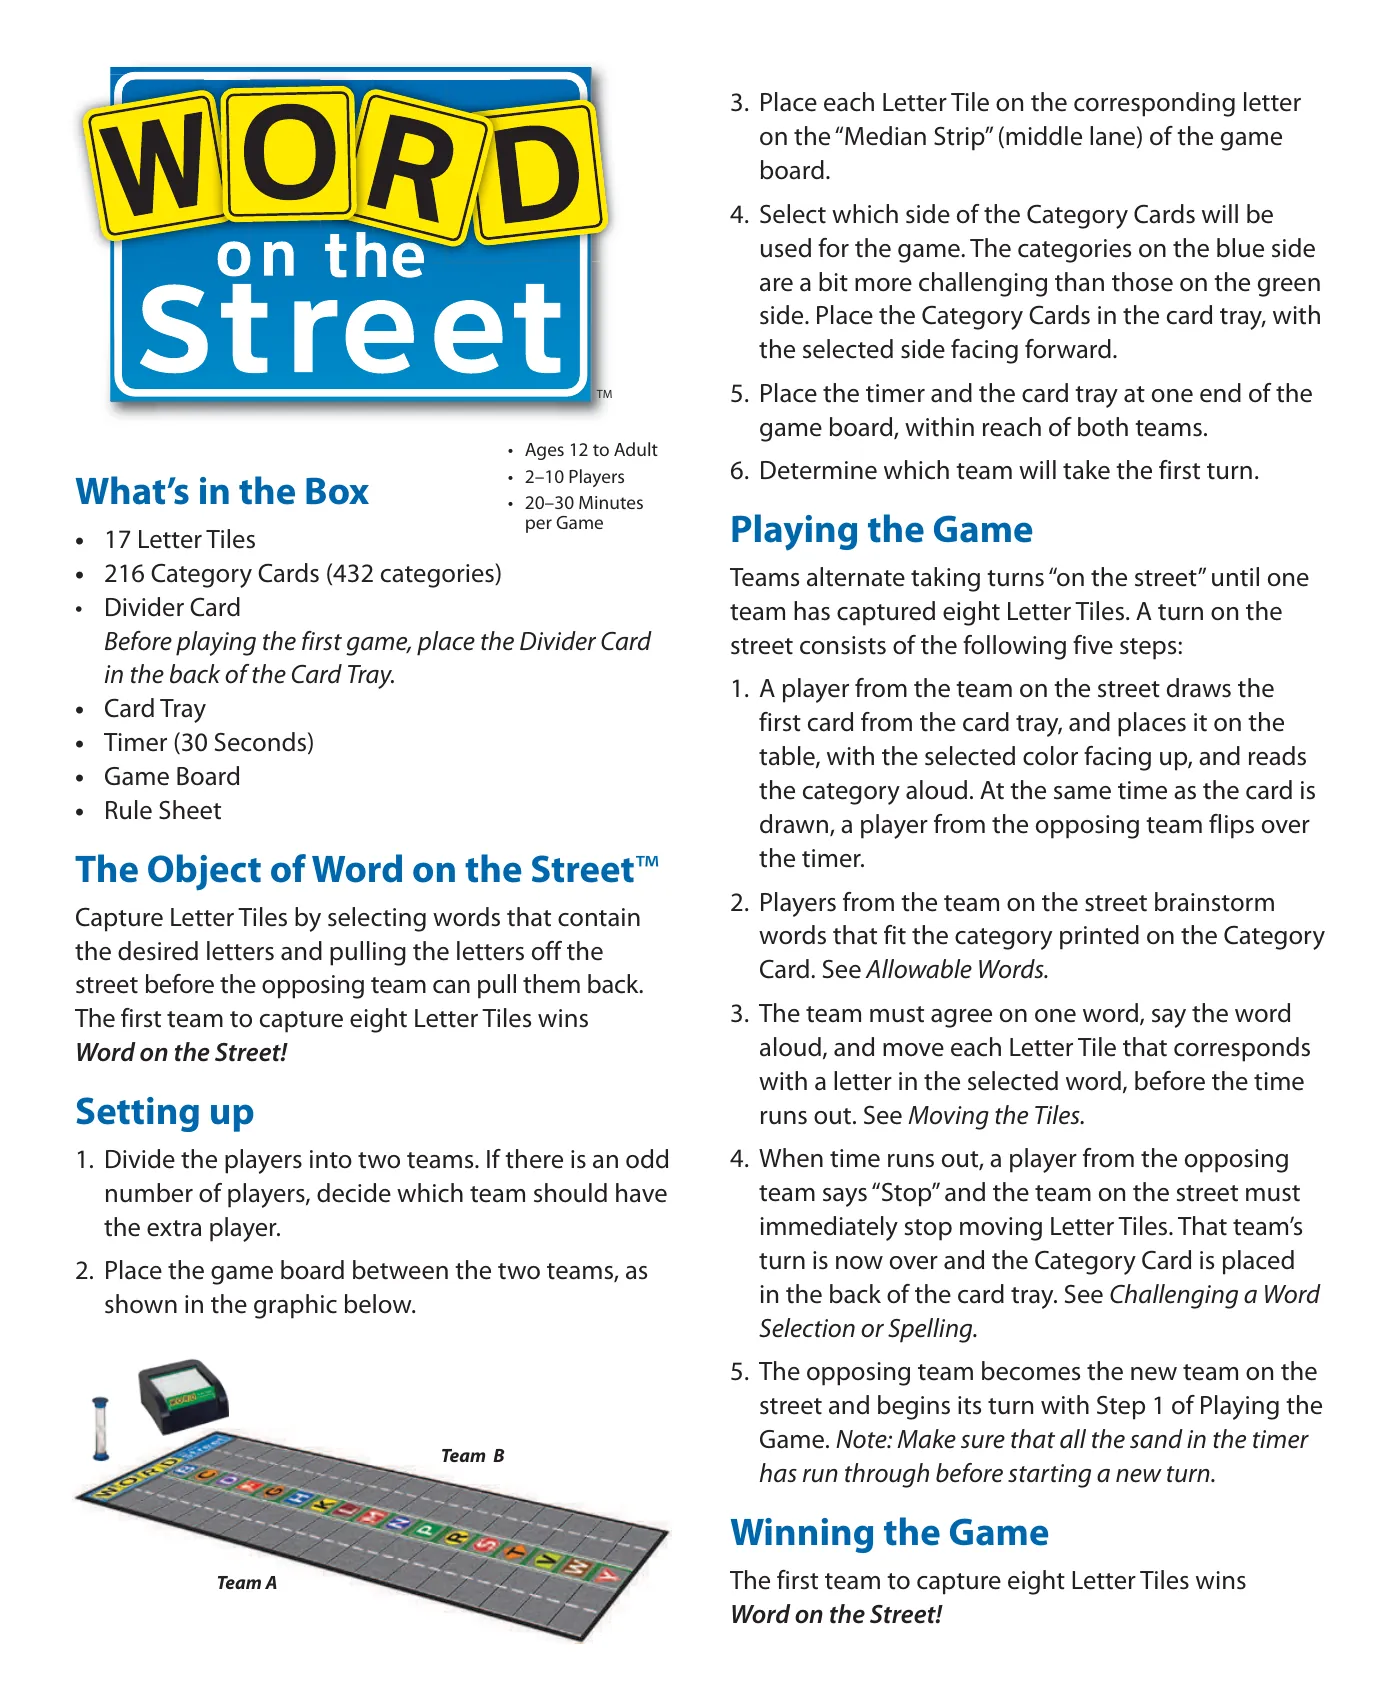 WORD
on the
Street
TM
• Ages 12 to Adult
• 2–10 Players
• 20–30 Minutes
per Game
What’s in the Box
• 17 Letter Tiles
• 216 Category Cards (432 categories)
• Divider Card
Before playing the first game, place the Divider Card
in the back of the Card Tray.
• Card Tray
• Timer (30 Seconds)
• Game Board
• Rule Sheet
The Object of Word on the Street™
Capture Letter Tiles by selecting words that contain
the desired letters and pulling the letters off the
street before the opposing team can pull them back.
The first team to capture eight Letter Tiles wins
Word on the Street!
Setting up
1. Divide the players into two teams. If there is an odd
number of players, decide which team should have
the extra player.
2. Place the game board between the two teams, as
shown in the graphic below.
Team B
WORD Street
B C D F G H K L M N P R S T V W Y
Team A
3. Place each Letter Tile on the corresponding letter
on the “Median Strip” (middle lane) of the game
board.
4. Select which side of the Category Cards will be
used for the game. The categories on the blue side
are a bit more challenging than those on the green
side. Place the Category Cards in the card tray, with
the selected side facing forward.
5. Place the timer and the card tray at one end of the
game board, within reach of both teams.
6. Determine which team will take the first turn.
Playing the Game
Teams alternate taking turns “on the street” until one
team has captured eight Letter Tiles. A turn on the
street consists of the following five steps:
1. A player from the team on the street draws the
first card from the card tray, and places it on the
table, with the selected color facing up, and reads
the category aloud. At the same time as the card is
drawn, a player from the opposing team flips over
the timer.
2. Players from the team on the street brainstorm
words that fit the category printed on the Category
Card. See Allowable Words.
3. The team must agree on one word, say the word
aloud, and move each Letter Tile that corresponds
with a letter in the selected word, before the time
runs out. See Moving the Tiles.
4. When time runs out, a player from the opposing
team says “Stop” and the team on the street must
immediately stop moving Letter Tiles. That team’s
turn is now over and the Category Card is placed
in the back of the card tray. See Challenging a Word
Selection or Spelling.
5. The opposing team becomes the new team on the
street and begins its turn with Step 1 of Playing the
Game. Note: Make sure that all the sand in the timer
has run through before starting a new turn.
Winning the Game
The first team to capture eight Letter Tiles wins
Word on the Street!